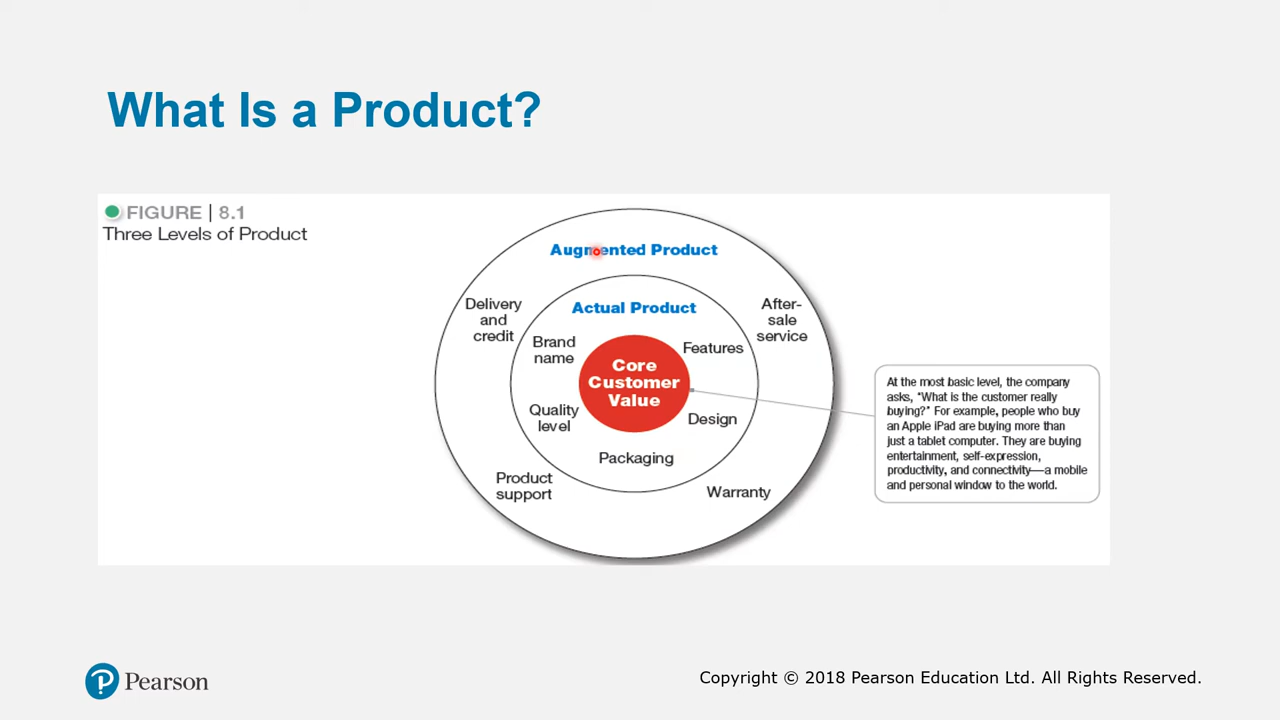 What Is a Product?
FIGURE | 8.1
Three Levels of Product
Augmented Product
Delivery
and
credit
After-
sale
service
Actual Product
Brand
name
Features
Core
Customer
Value
Quality
level
Design
Packaging
Product
support
Warranty
At the most basic level, the company
asks, "What is the customer really
buying?" For example, people who buy
an Apple iPad are buying more than
just a tablet computer. They are buying
entertainment, self-expression,
productivity, and connectivity—a mobile
and personal window to the world.
P Pearson
Copyright © 2018 Pearson Education Ltd. All Rights Reserved.